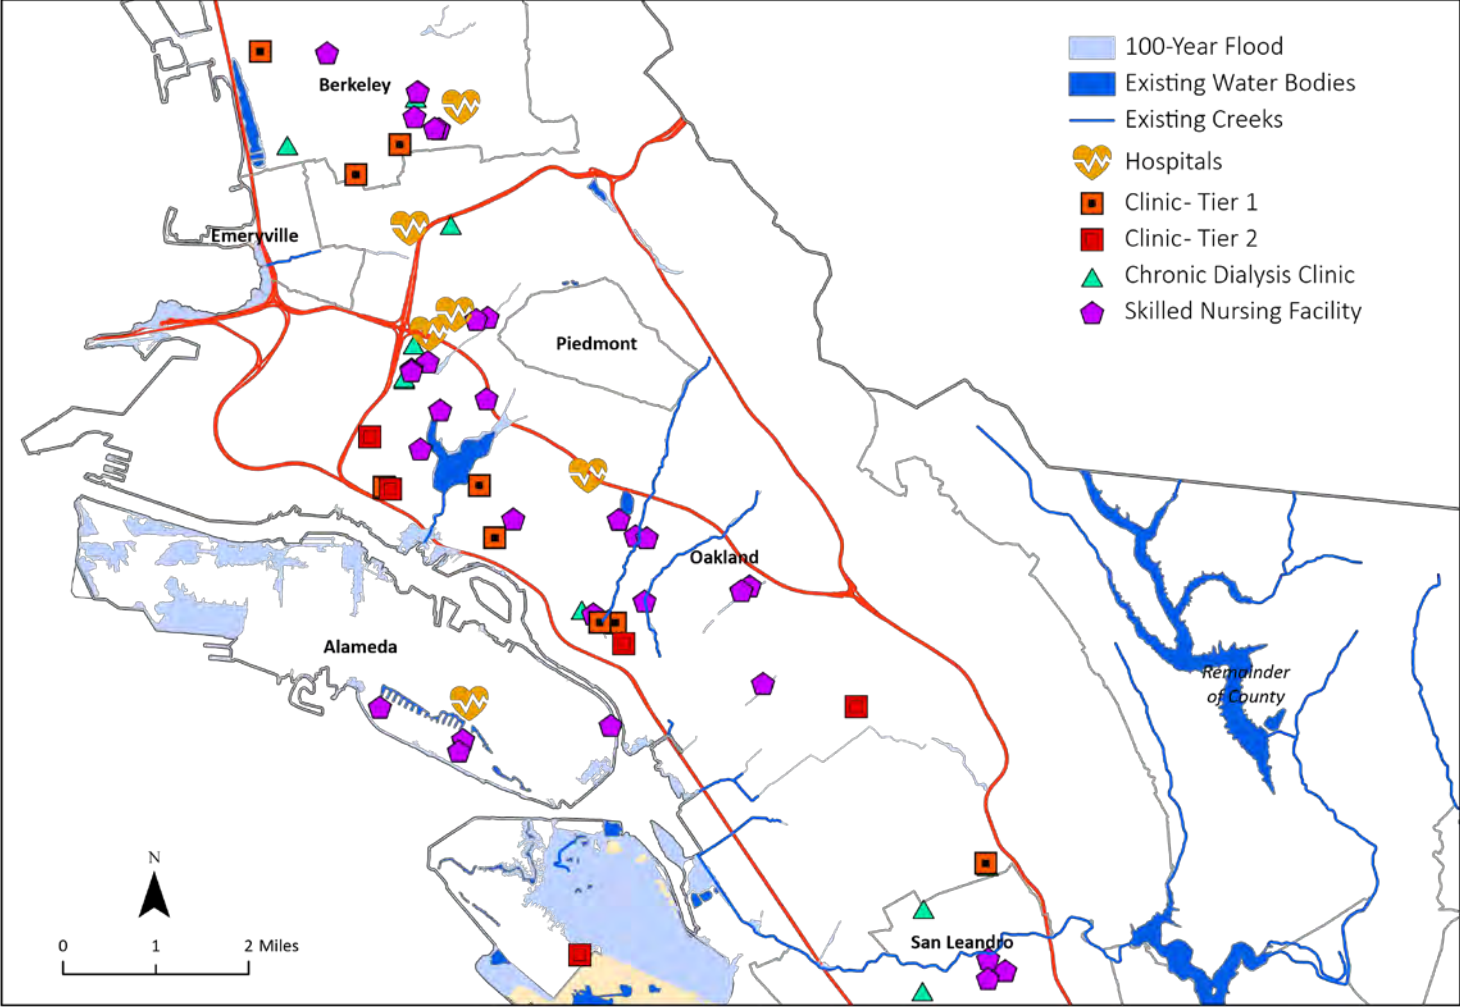 100-Year Flood
Existing Water Bodies
Existing Creeks
Hospitals
Clinic- Tier 1
Clinic- Tier 2
Chronic Dialysis Clinic
Skilled Nursing Facility
Berkeley
Emeryville
Piedmont
Oakland
Alameda
Remainder
of County
San Leandro
N
0 1 2 Miles